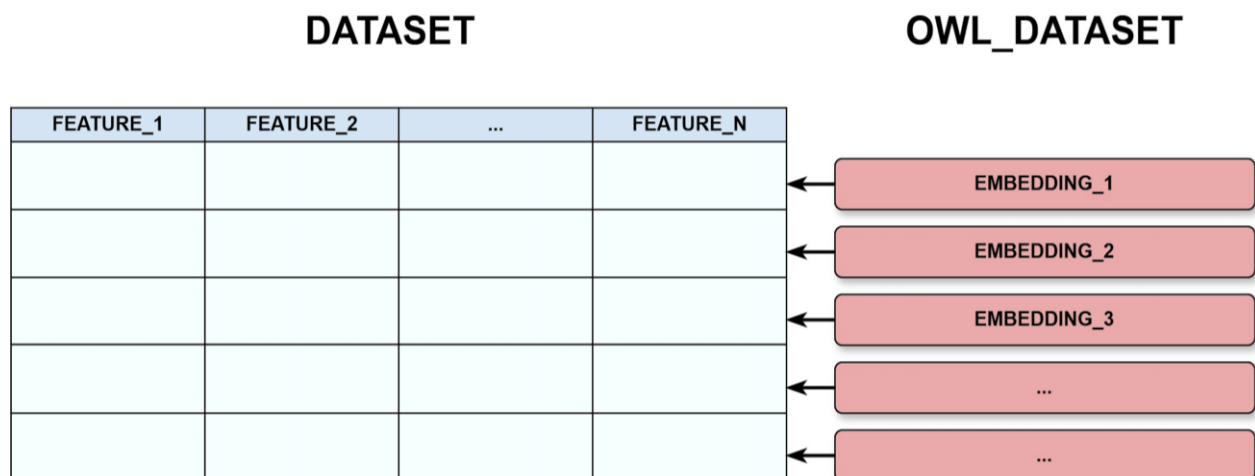 DATASET
OWL_DATASET
FEATURE_1
FEATURE_2
...
FEATURE_N
EMBEDDING_1
EMBEDDING_2
EMBEDDING_3
...
...